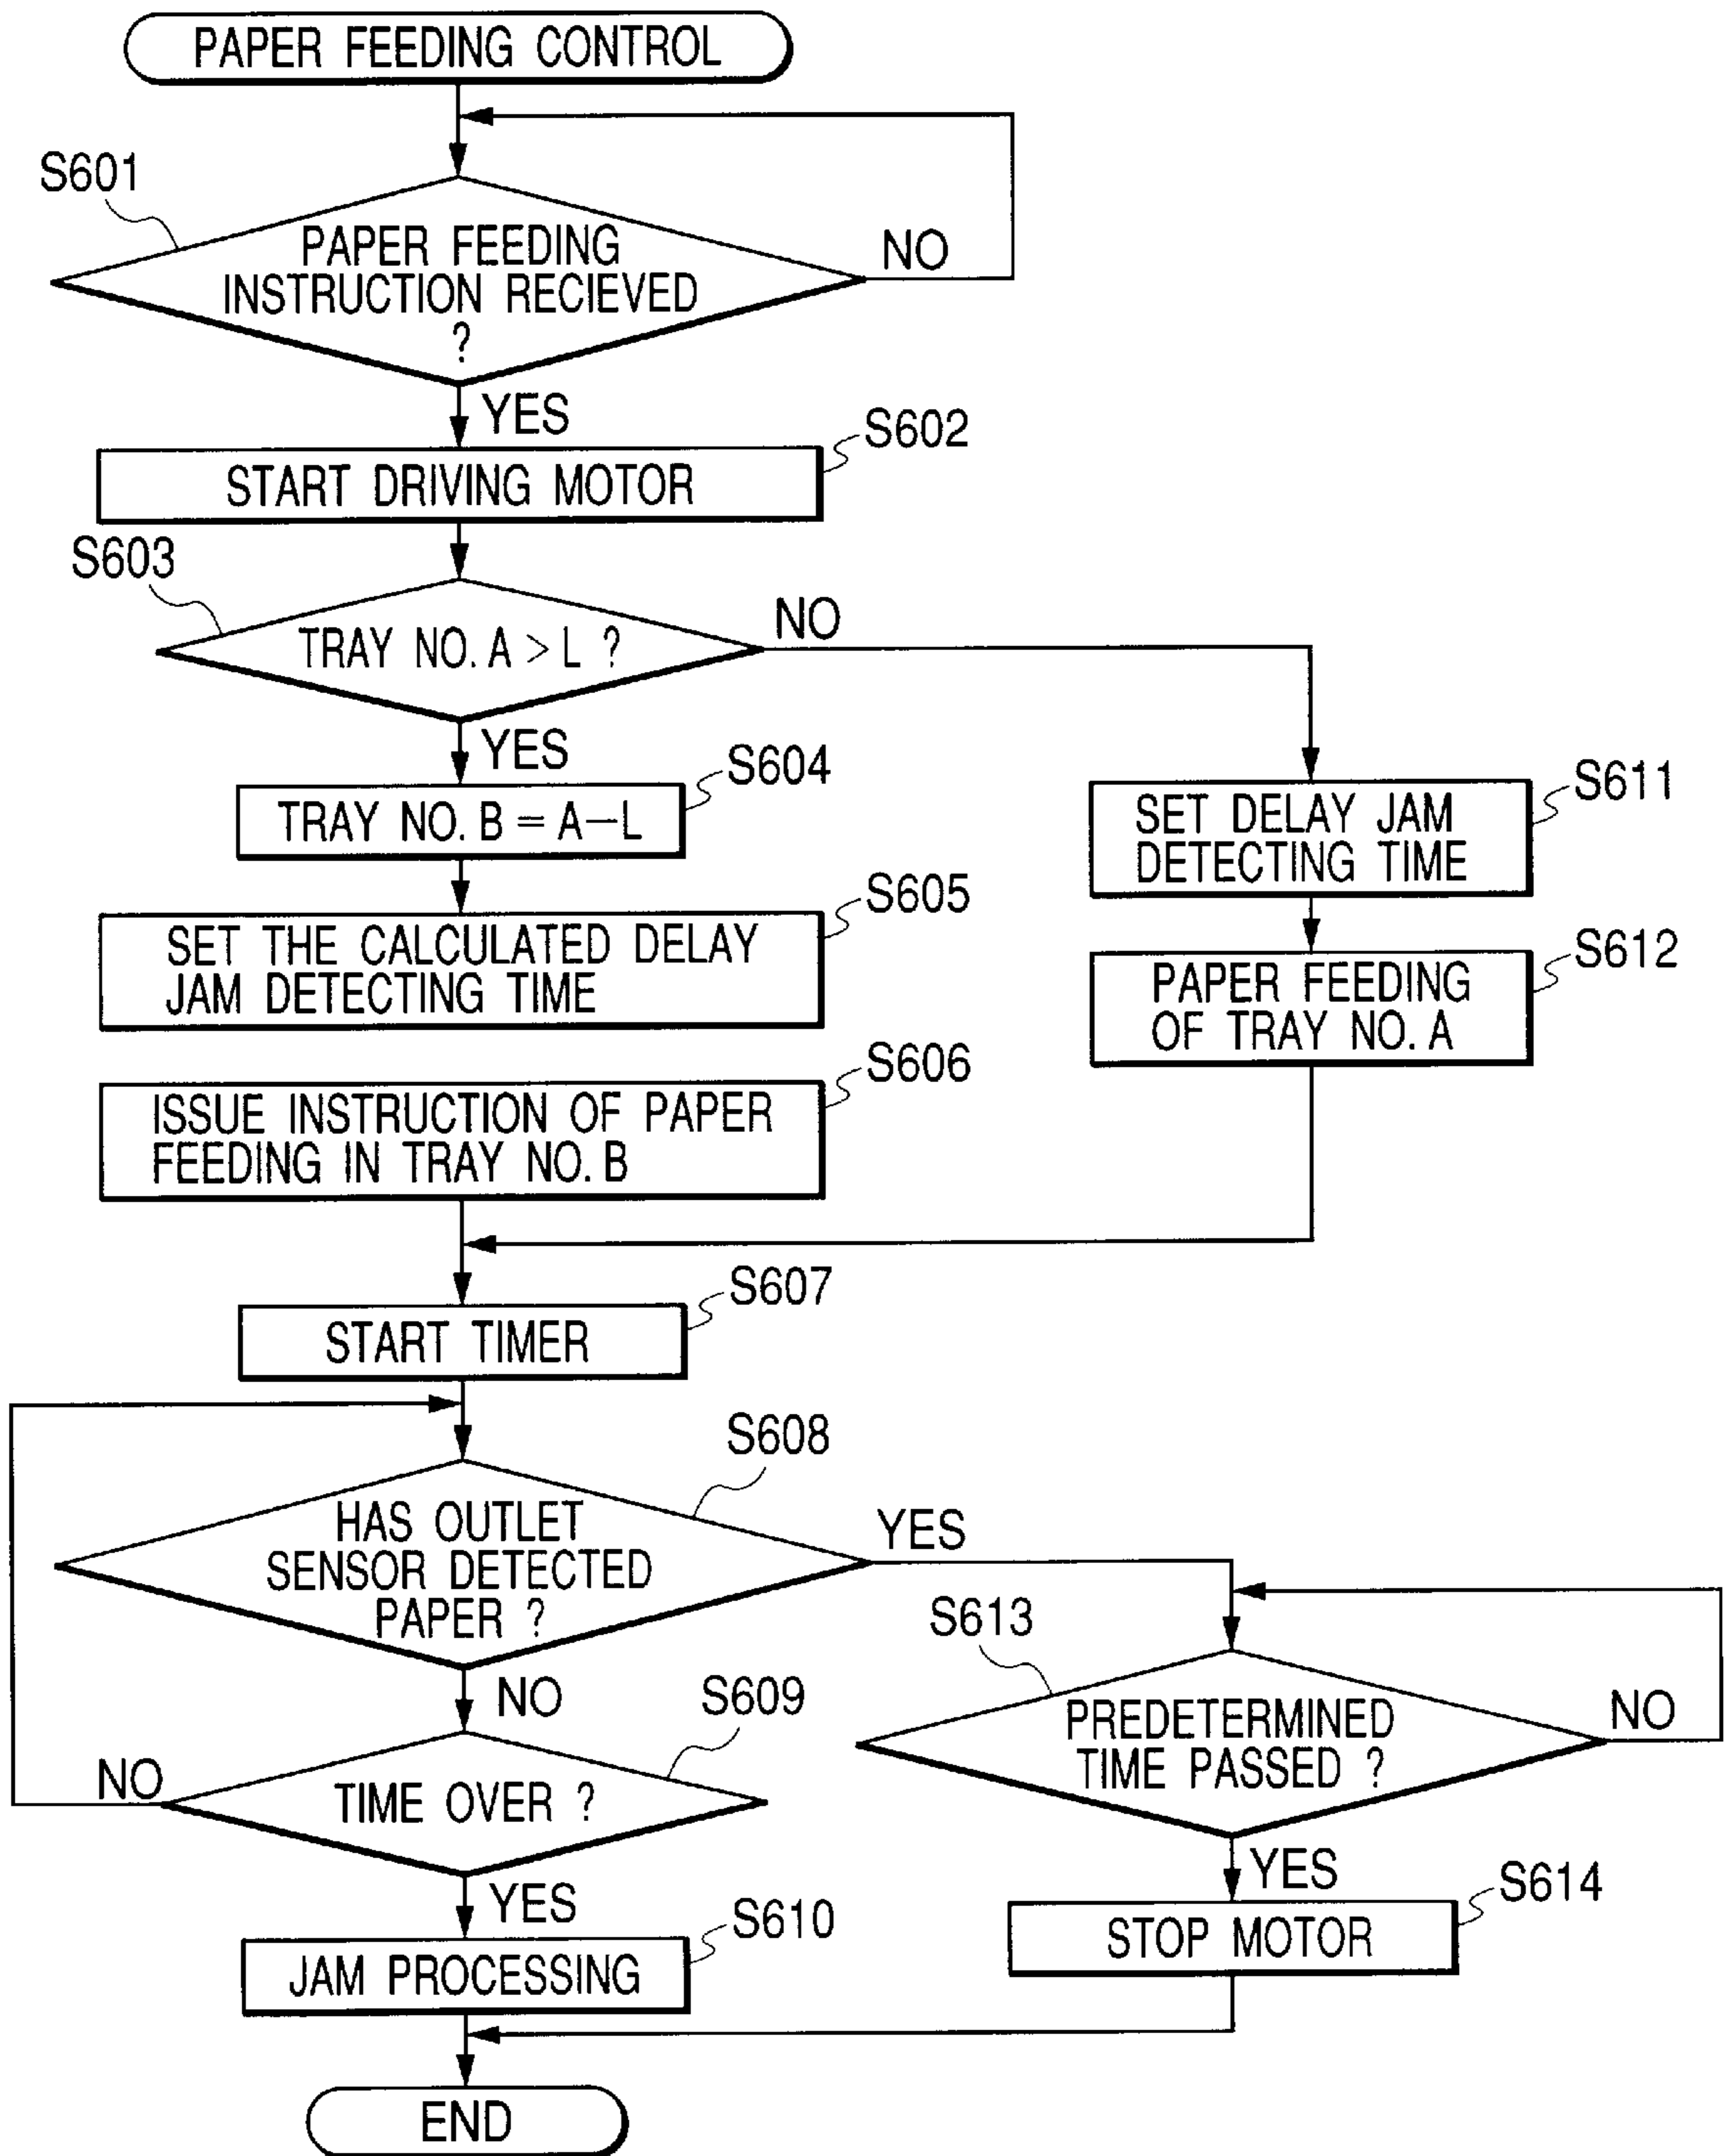 PAPER FEEDING CONTROL
S601
PAPER FEEDING
INSTRUCTION RECIEVED
?
NO
YES
S602
START DRIVING MOTOR
S603
TRAY NO. A > L ?
NO
YES
S604
TRAY NO. B = A–L
S611
SET DELAY JAM
DETECTING TIME
S605
SET THE CALCULATED DELAY
JAM DETECTING TIME
S612
PAPER FEEDING
OF TRAY NO. A
S606
ISSUE INSTRUCTION OF PAPER
FEEDING IN TRAY NO. B
S607
START TIMER
S608
HAS OUTLET
SENSOR DETECTED
PAPER ?
YES
NO
S613
PREDETERMINED
TIME PASSED ?
NO
S609
TIME OVER ?
NO
YES
YES
S614
STOP MOTOR
S610
JAM PROCESSING
END